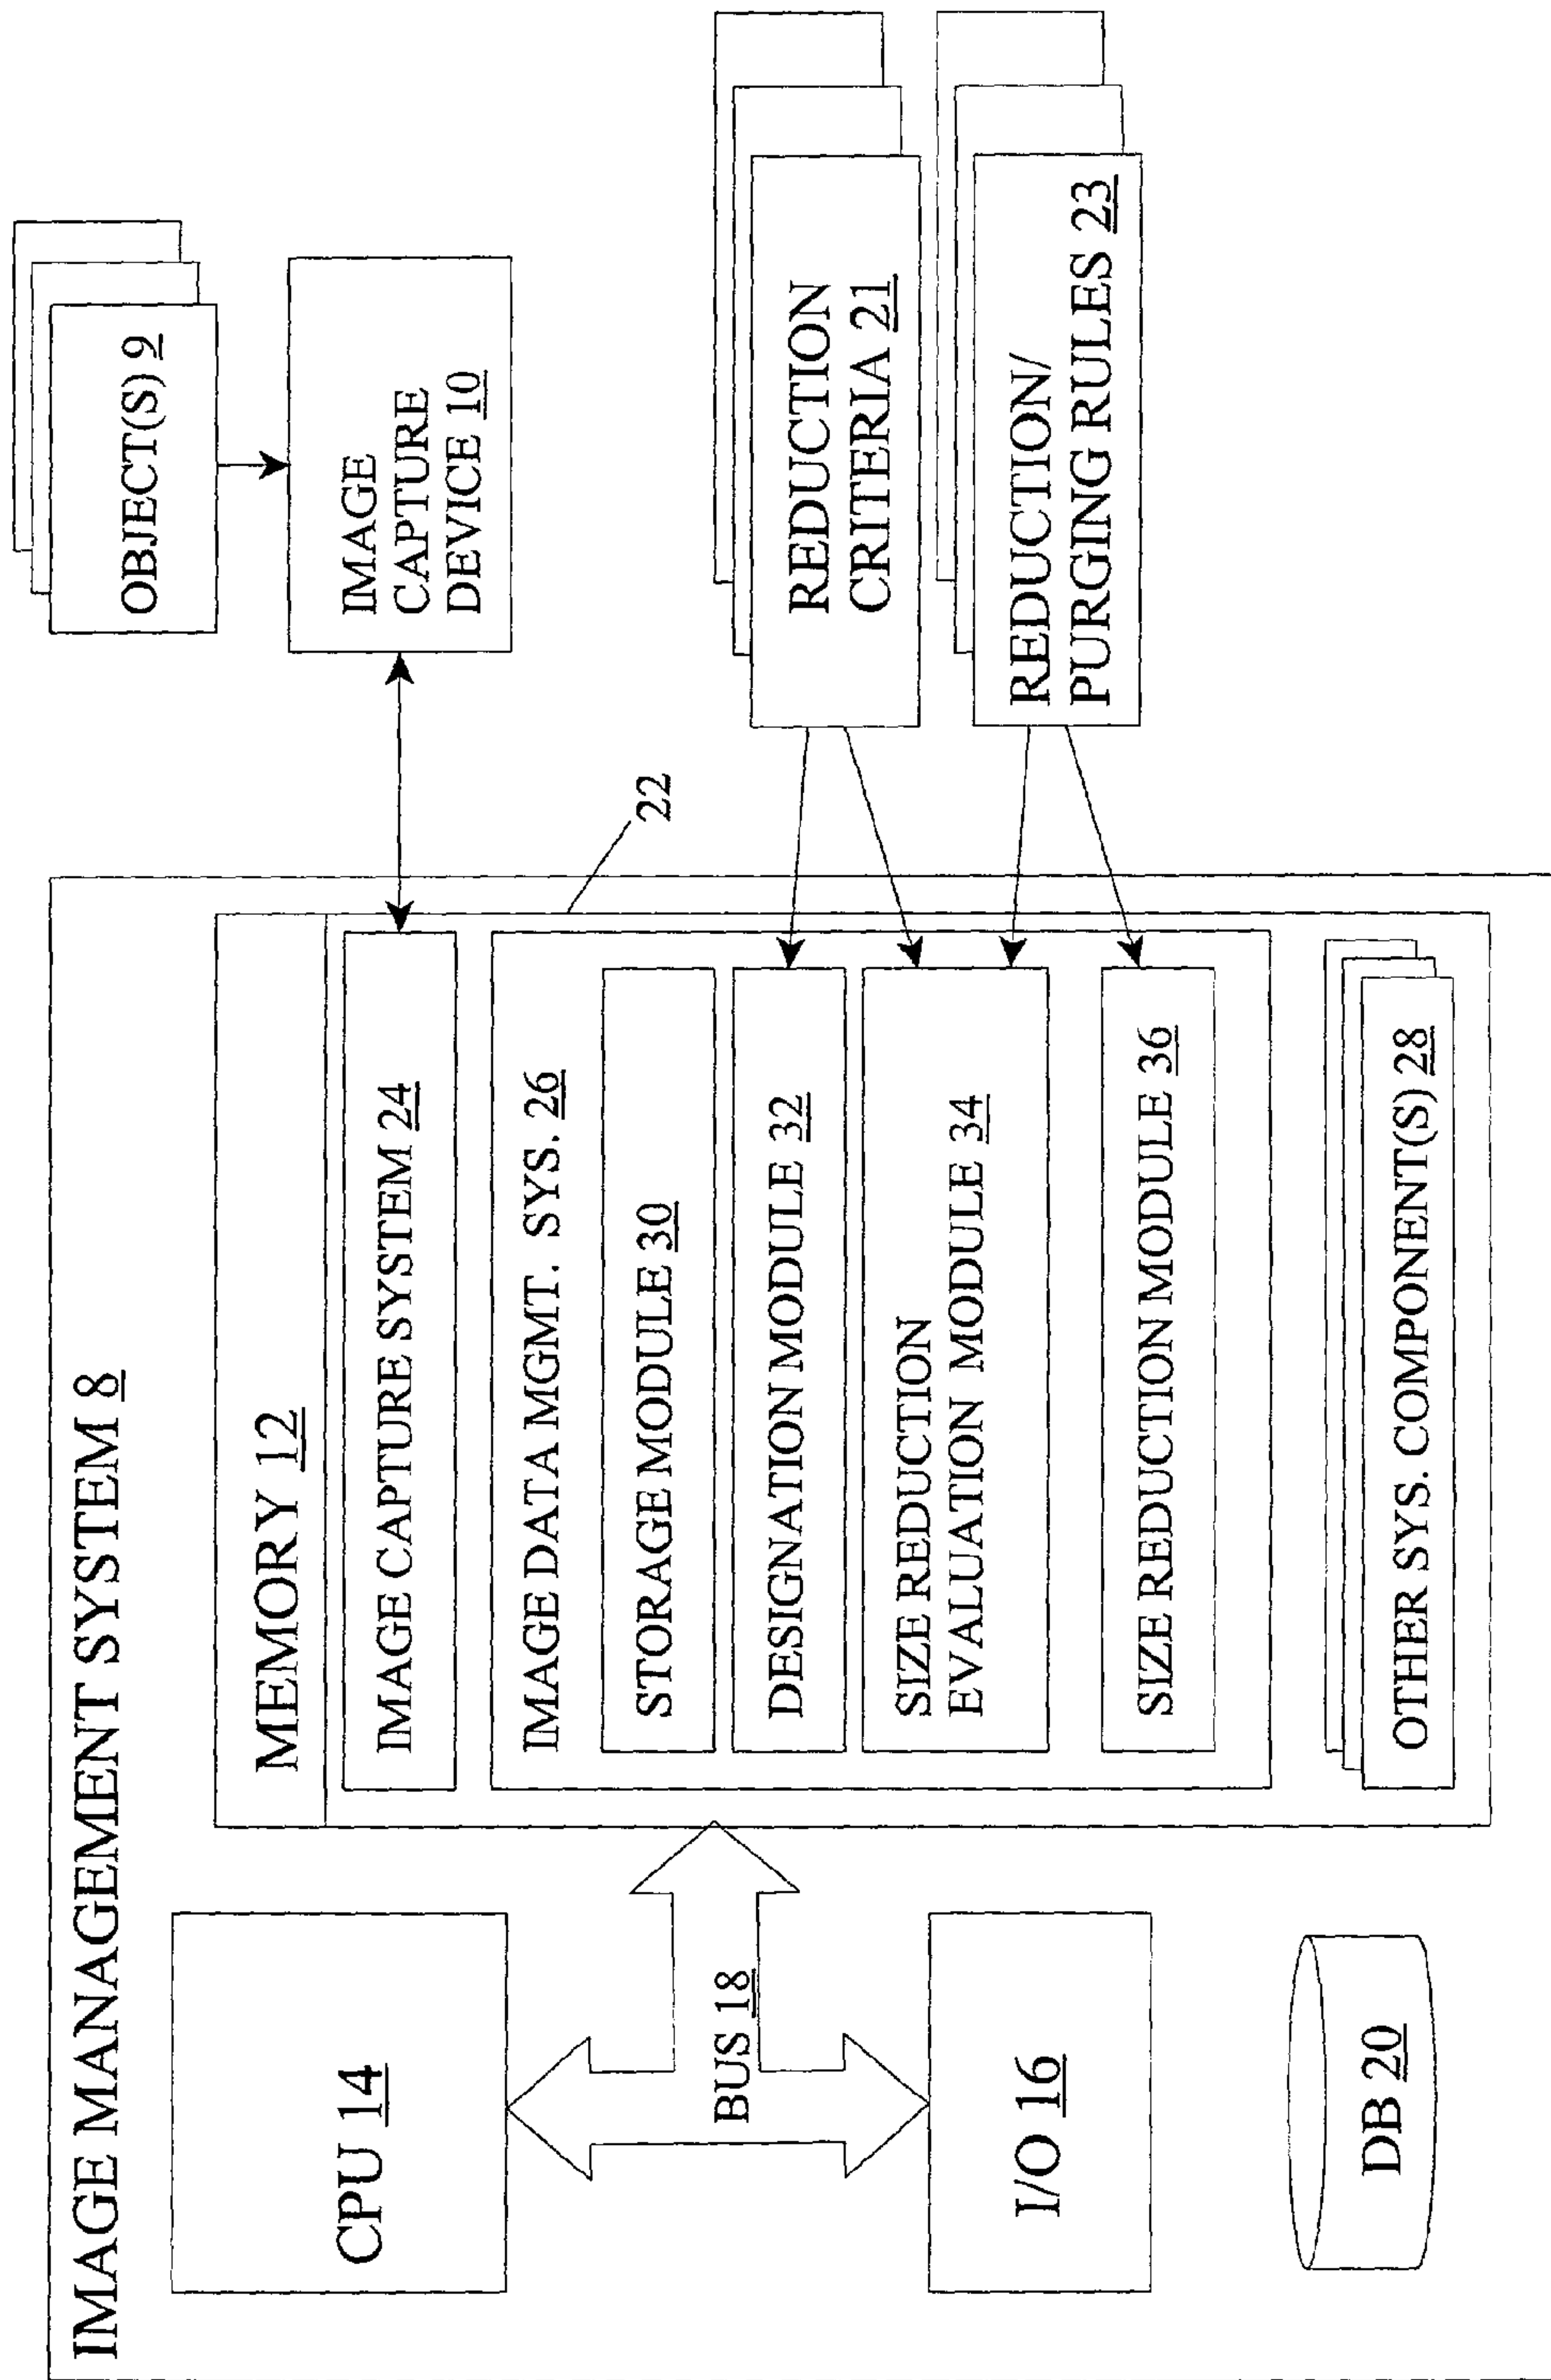 IMAGE MANAGEMENT SYSTEM 8
CPU 14
BUS 18
I/O 16
DB 20
MEMORY 12
IMAGE CAPTURE SYSTEM 24
IMAGE DATA MGMT. SYS. 26
STORAGE MODULE 30
DESIGNATION MODULE 32
SIZE REDUCTION
EVALUATION MODULE 34
SIZE REDUCTION MODULE 36
OTHER SYS. COMPONENT(S) 28
22
OBJECT(S) 9
IMAGE
CAPTURE
DEVICE 10
REDUCTION
CRITERIA 21
REDUCTION/
PURGING RULES 23